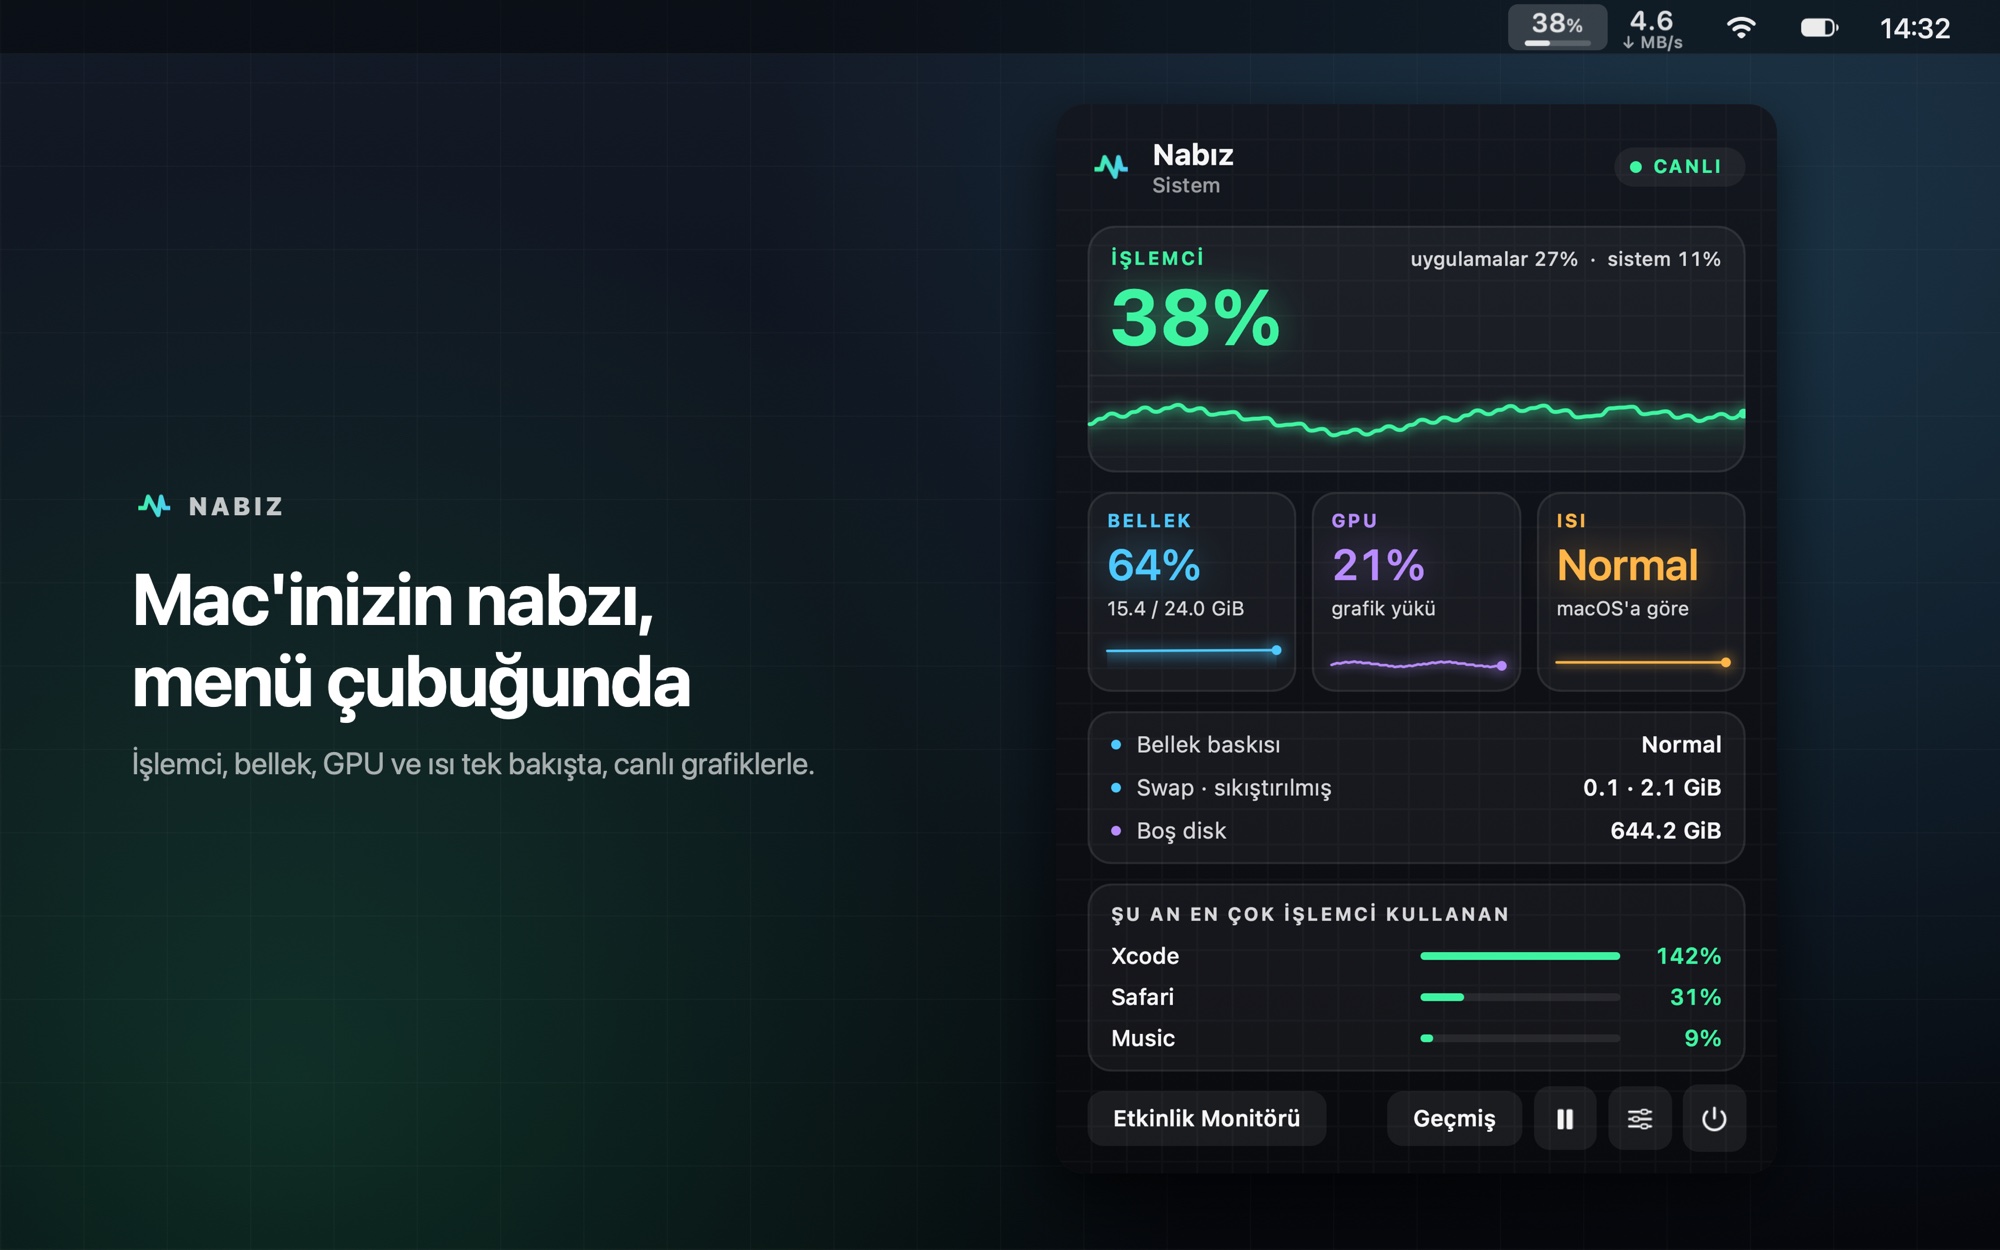 38%
4.6
↓ MB/s
14:32
Nabız
Sistem
CANLI
İŞLEMCİ
uygulamalar 27% · sistem 11%
38%
BELLEK
64%
15.4 / 24.0 GiB
GPU
21%
grafik yükü
ISI
Normal
macOS'a göre
Bellek baskısı
Normal
Swap · sıkıştırılmış
0.1 · 2.1 GiB
Boş disk
644.2 GiB
ŞU AN EN ÇOK İŞLEMCİ KULLANAN
Xcode
142%
Safari
31%
Music
9%
Etkinlik Monitörü
Geçmiş
NABIZ
Mac'inizin nabzı,
menü çubuğunda
İşlemci, bellek, GPU ve ısı tek bakışta, canlı grafiklerle.